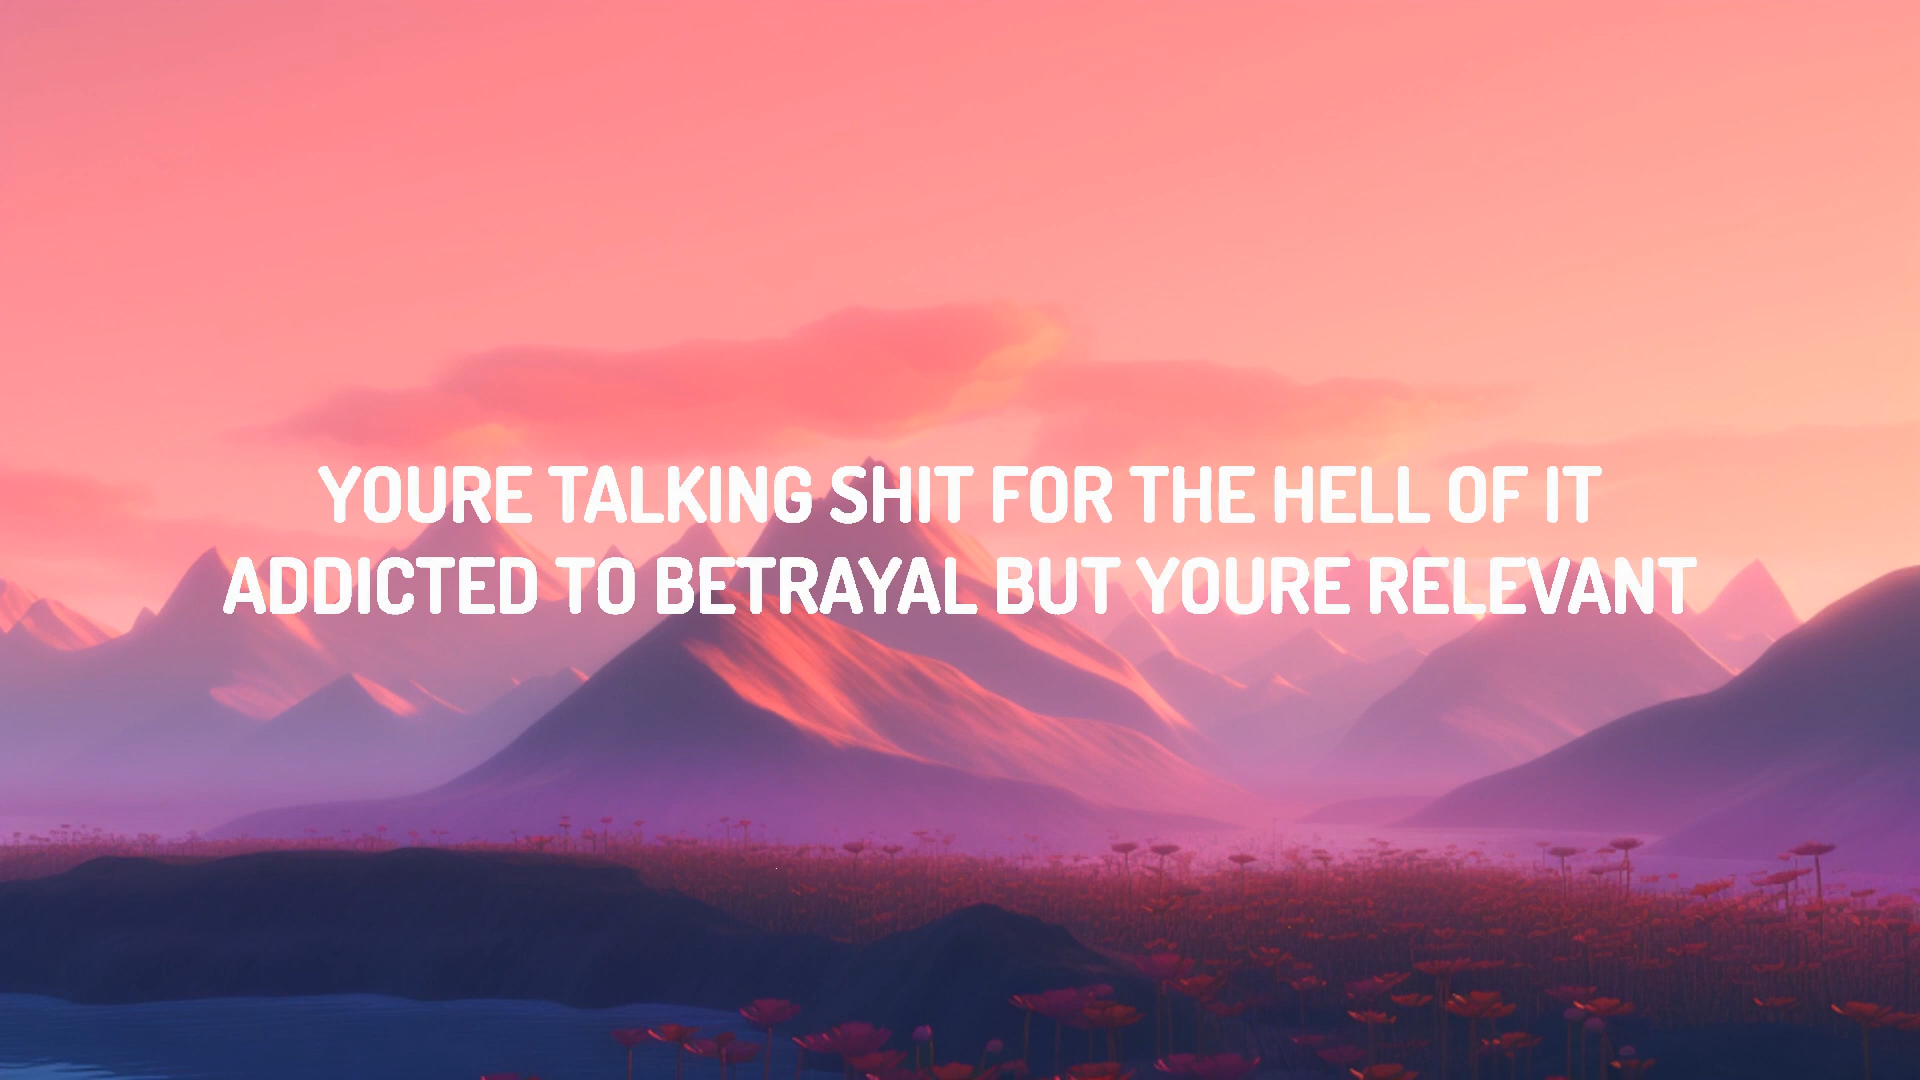 YOURE TALKING SHIT FOR THE HELL OF IT
ADDICTED TO BETRAYAL BUT YOURE RELEVANT